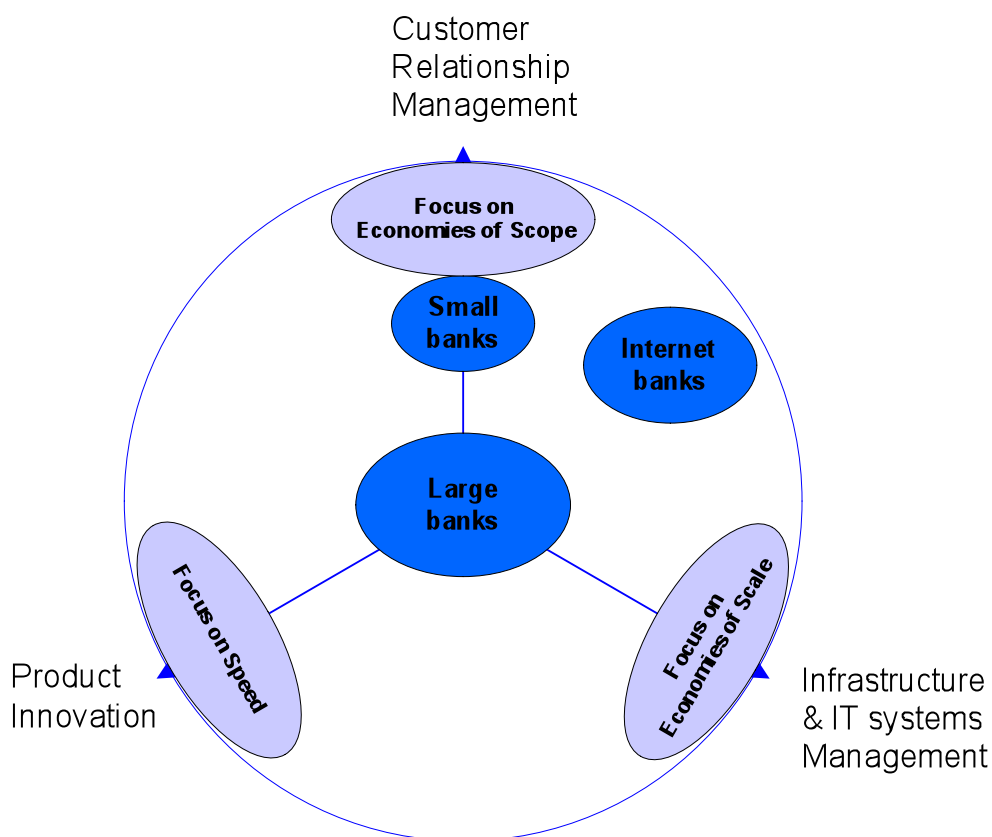 Customer
Relationship
Management
Focus on
Economies of Scope
Small
banks
Internet
banks
Large
banks
Focus on Speed
Focus on
Economies of Scale
Product
Innovation
Infrastructure
& IT systems
Management